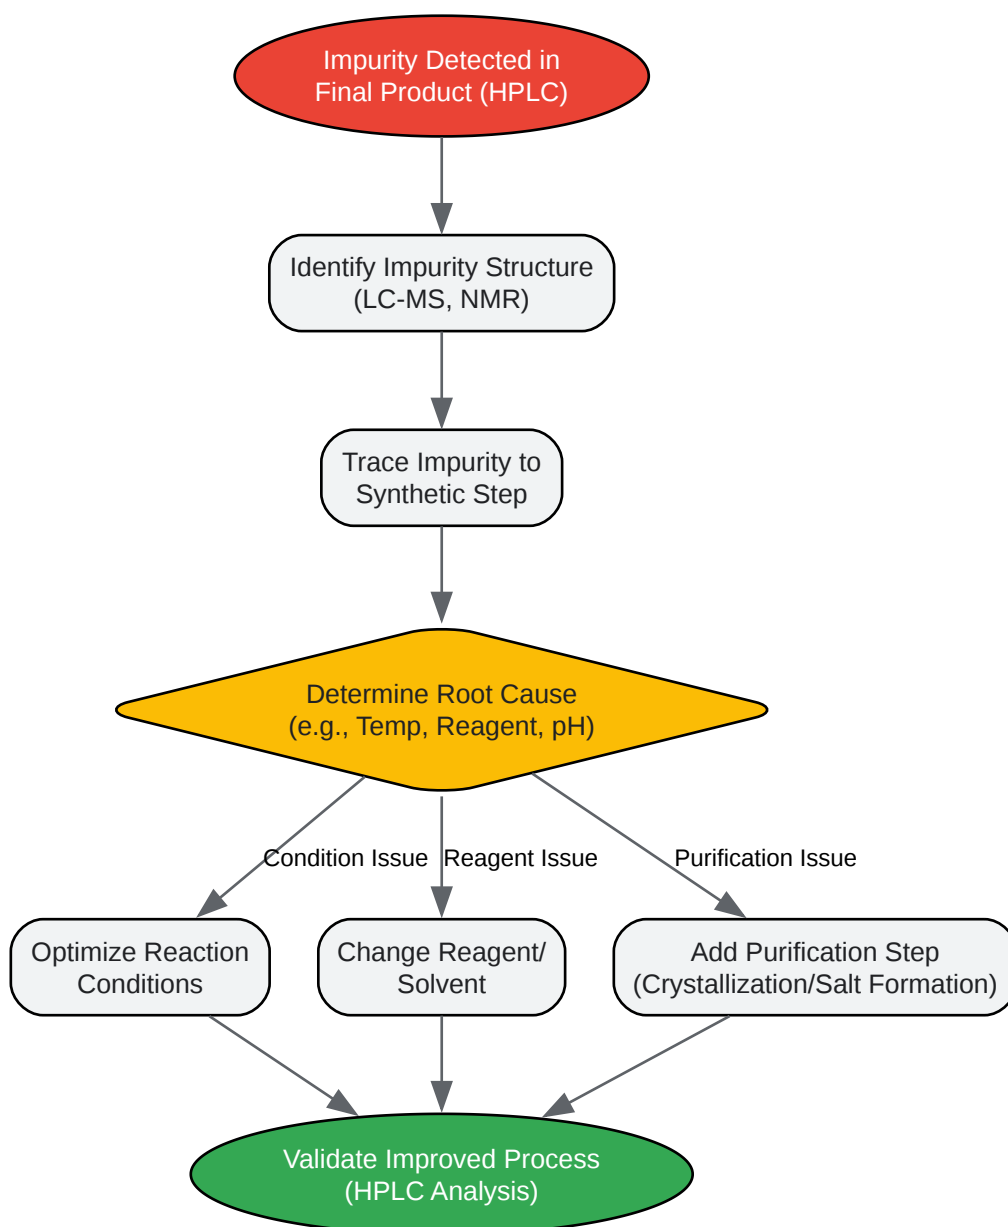 Impurity Detected in
Final Product (HPLC)
Identify Impurity Structure
(LC-MS, NMR)
Trace Impurity to
Synthetic Step
Determine Root Cause
(e.g., Temp, Reagent, pH)
Condition Issue
Reagent Issue
Purification Issue
Optimize Reaction
Conditions
Change Reagent/
Solvent
Add Purification Step
(Crystallization/Salt Formation)
Validate Improved Process
(HPLC Analysis)